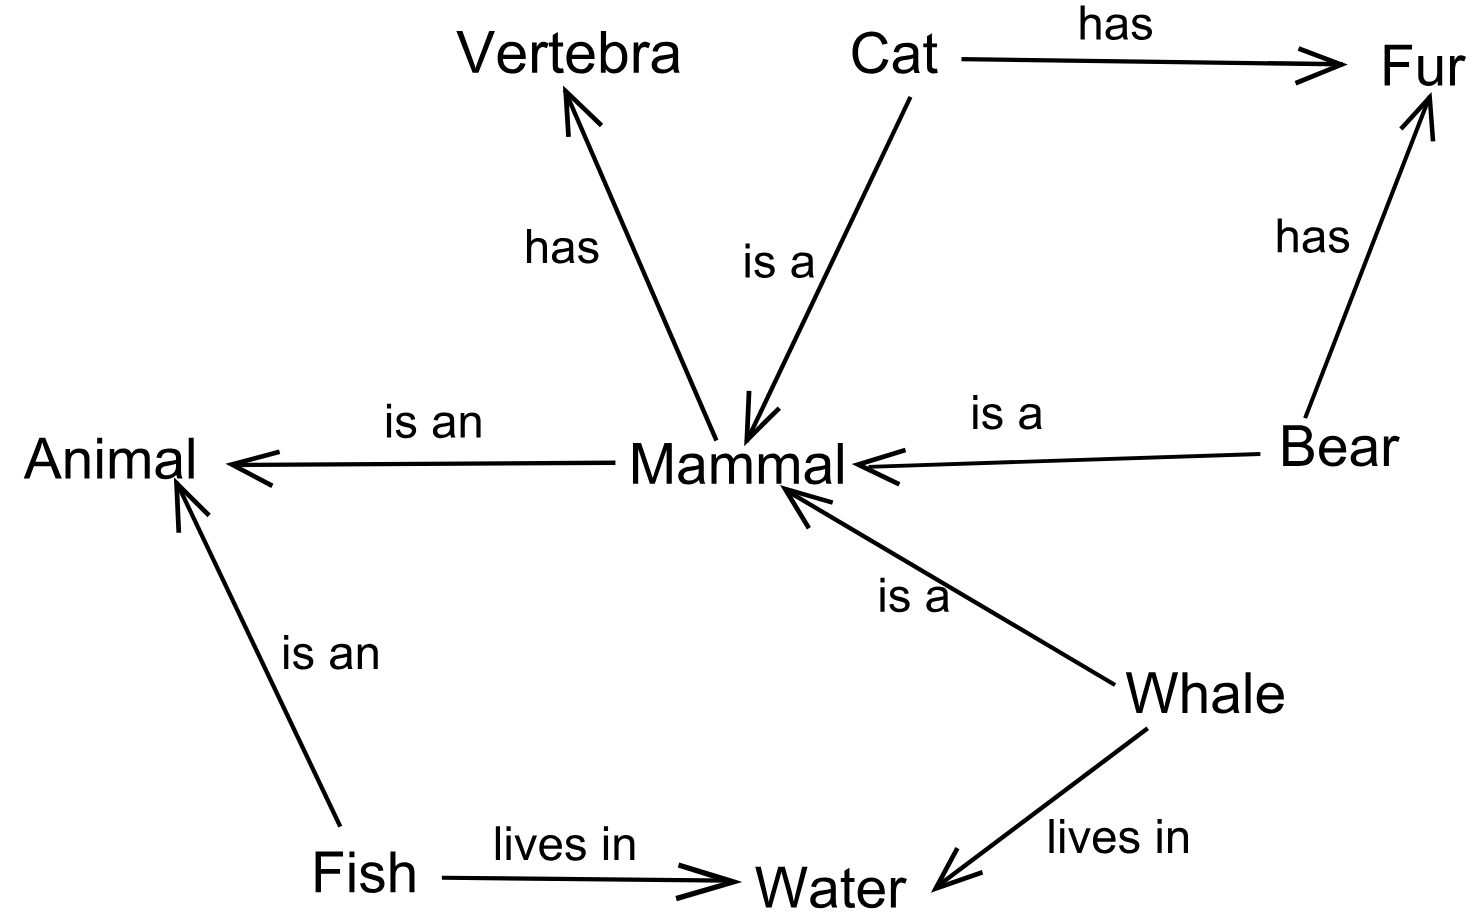 Vertebra
Cat
has
Fur
has
is a
has
is an
is a
Animal
Mammal
Bear
is a
is an
Whale
lives in
lives in
Fish
Water